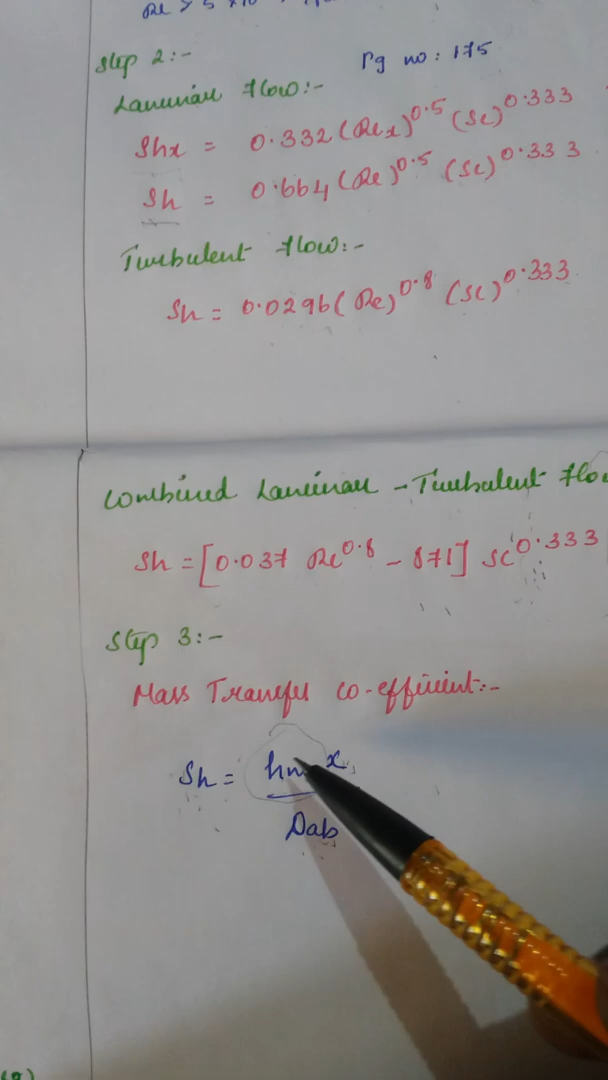 Step 2:-
Pg no: 175
Laminar Flow:-
Shx = 0.332 (Rex)^0.5 (Sc)^0.333
Sh = 0.664 (Re)^0.5 (Sc)^0.333
Turbulent Flow:-
Sh = 0.0296 (Re)^0.8 (Sc)^0.333
Combined Laminar - Turbulent Flo
Sh = [0.037 Re^0.8 - 871] Sc^0.333
Step 3:-
Mass Transfer co-efficient:-
Sh = hm x
Dab